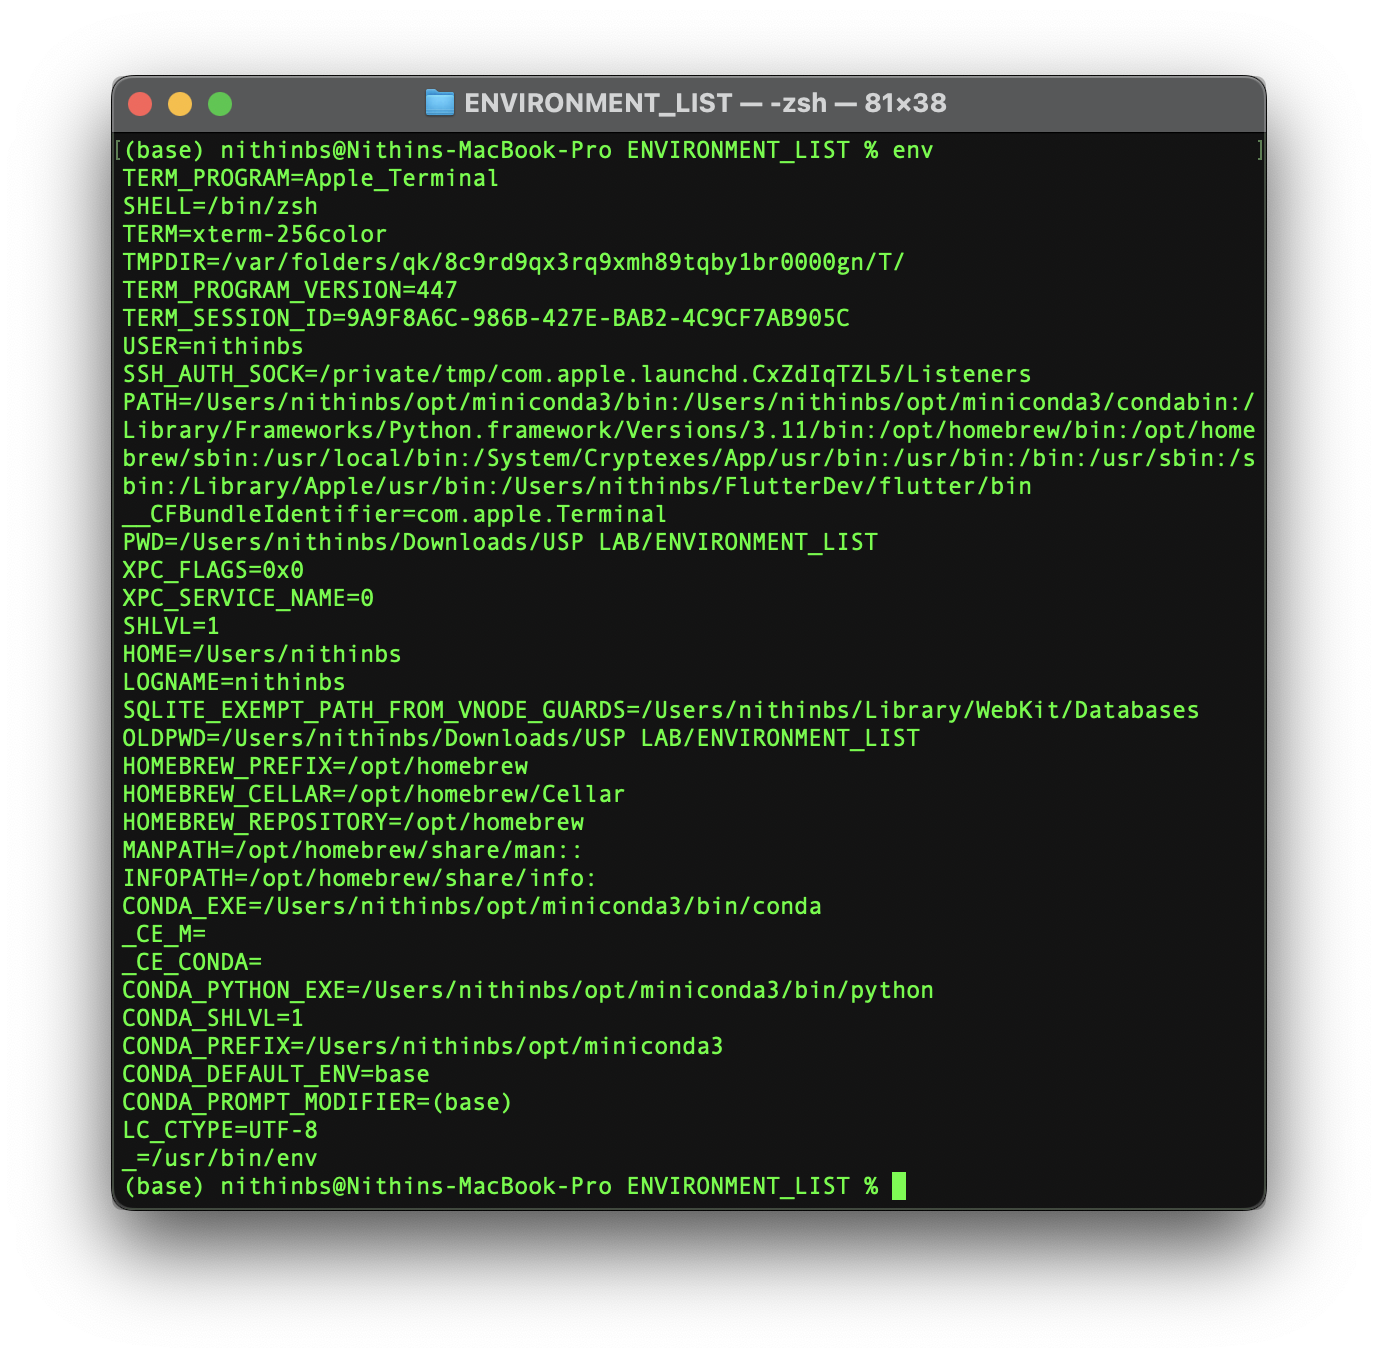 ENVIRONMENT_LIST — -zsh — 81×38
[(base) nithinbs@Nithins-MacBook-Pro ENVIRONMENT_LIST % env ]
TERM_PROGRAM=Apple_Terminal
SHELL=/bin/zsh
TERM=xterm-256color
TMPDIR=/var/folders/qk/8c9rd9qx3rq9xmh89tqby1br0000gn/T/
TERM_PROGRAM_VERSION=447
TERM_SESSION_ID=9A9F8A6C-986B-427E-BAB2-4C9CF7AB905C
USER=nithinbs
SSH_AUTH_SOCK=/private/tmp/com.apple.launchd.CxZdIqTZL5/Listeners
PATH=/Users/nithinbs/opt/miniconda3/bin:/Users/nithinbs/opt/miniconda3/condabin:/
Library/Frameworks/Python.framework/Versions/3.11/bin:/opt/homebrew/bin:/opt/home
brew/sbin:/usr/local/bin:/System/Cryptexes/App/usr/bin:/usr/bin:/bin:/usr/sbin:/s
bin:/Library/Apple/usr/bin:/Users/nithinbs/FlutterDev/flutter/bin
__CFBundleIdentifier=com.apple.Terminal
PWD=/Users/nithinbs/Downloads/USP LAB/ENVIRONMENT_LIST
XPC_FLAGS=0x0
XPC_SERVICE_NAME=0
SHLVL=1
HOME=/Users/nithinbs
LOGNAME=nithinbs
SQLITE_EXEMPT_PATH_FROM_VNODE_GUARDS=/Users/nithinbs/Library/WebKit/Databases
OLDPWD=/Users/nithinbs/Downloads/USP LAB/ENVIRONMENT_LIST
HOMEBREW_PREFIX=/opt/homebrew
HOMEBREW_CELLAR=/opt/homebrew/Cellar
HOMEBREW_REPOSITORY=/opt/homebrew
MANPATH=/opt/homebrew/share/man::
INFOPATH=/opt/homebrew/share/info:
CONDA_EXE=/Users/nithinbs/opt/miniconda3/bin/conda
_CE_M=
_CE_CONDA=
CONDA_PYTHON_EXE=/Users/nithinbs/opt/miniconda3/bin/python
CONDA_SHLVL=1
CONDA_PREFIX=/Users/nithinbs/opt/miniconda3
CONDA_DEFAULT_ENV=base
CONDA_PROMPT_MODIFIER=(base)
LC_CTYPE=UTF-8
_=/usr/bin/env
(base) nithinbs@Nithins-MacBook-Pro ENVIRONMENT_LIST %